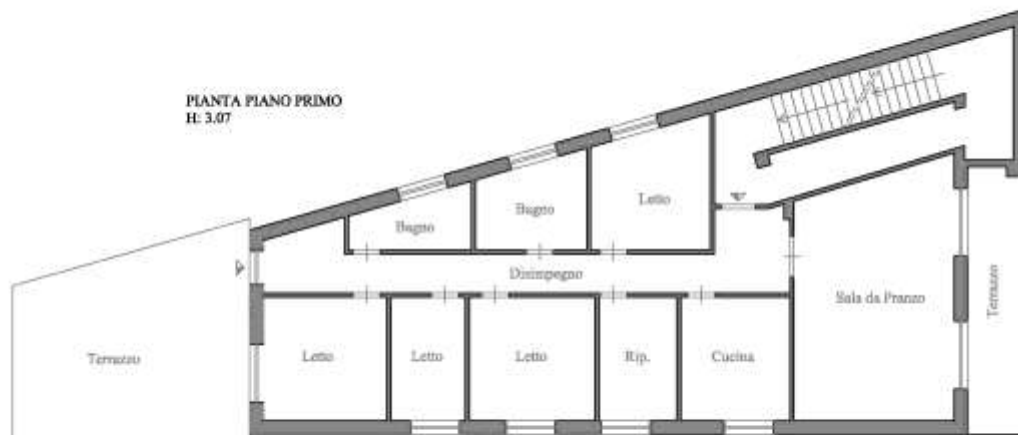 PIANTA PIANO PRIMO
H: 3.07
Letto
Bagno
Bagno
Disimpegno
Terrazzo
Sala da Pranzo
Terrazzo
Letto
Letto
Letto
Rip.
Cucina